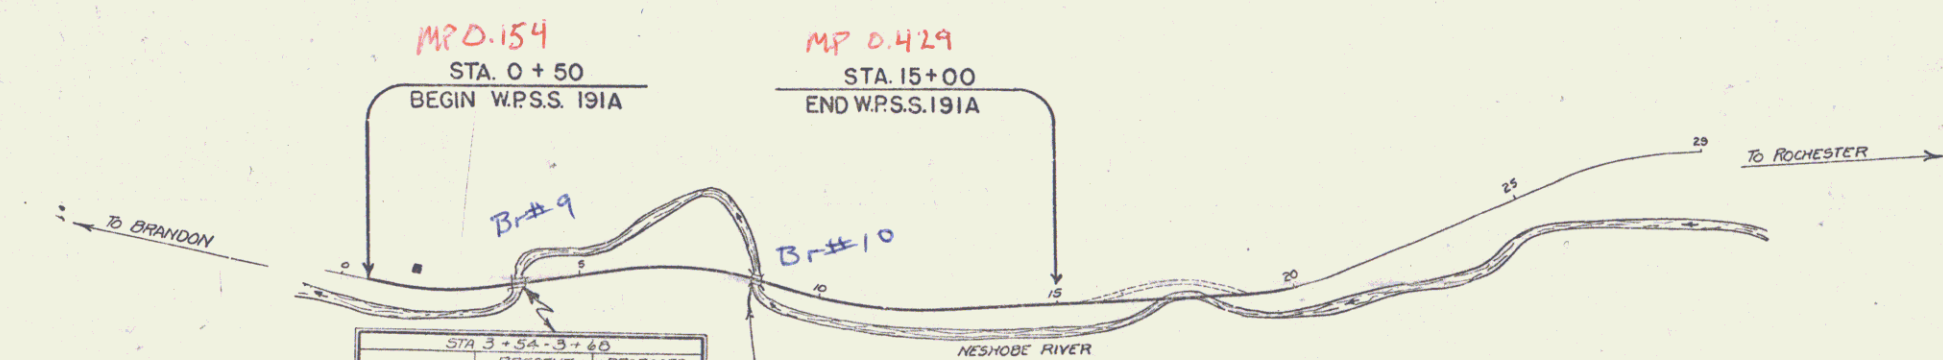 MP 0.154
STA. 0 + 50
BEGIN W.P.S.S. 191A
MP 0.429
STA. 15+00
END W.P.S.S. 191A
29
TO ROCHESTER
25
Br# 9
TO BRANDON
Br# 10
0
5
10
15
20
STA 3 + 54 - 3 + 68
NESHOBE RIVER